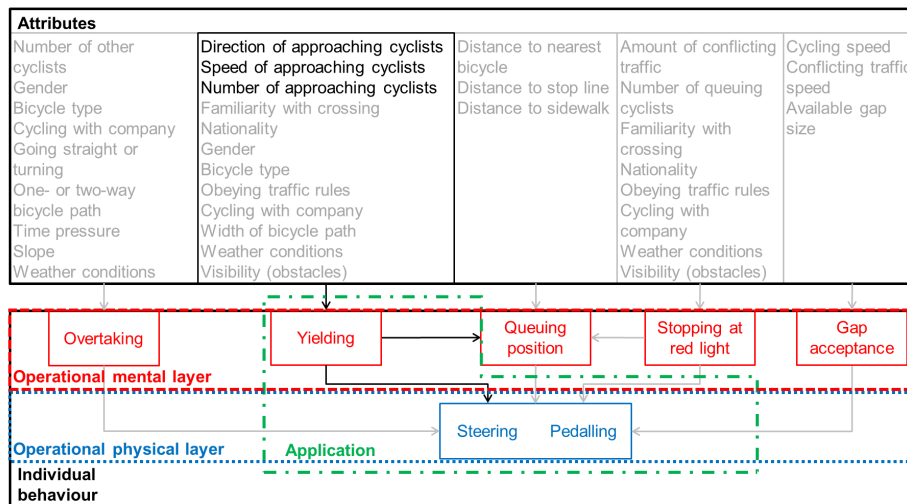 Attributes
Number of other
cyclists
Gender
Bicycle type
Cycling with company
Going straight or
turning
One- or two-way
bicycle path
Time pressure
Slope
Weather conditions
Direction of approaching cyclists
Speed of approaching cyclists
Number of approaching cyclists
Familiarity with crossing
Nationality
Gender
Bicycle type
Obeying traffic rules
Cycling with company
Width of bicycle path
Weather conditions
Visibility (obstacles)
Distance to nearest
bicycle
Distance to stop line
Distance to sidewalk
Amount of conflicting
traffic
Number of queuing
cyclists
Familiarity with
crossing
Nationality
Obeying traffic rules
Cycling with
company
Weather conditions
Visibility (obstacles)
Cycling speed
Conflicting traffic
speed
Available gap
size
Overtaking
Yielding
Queuing
position
Stopping at
red light
Gap
acceptance
Operational mental layer
Steering Pedalling
Operational physical layer
Application
Individual
behaviour